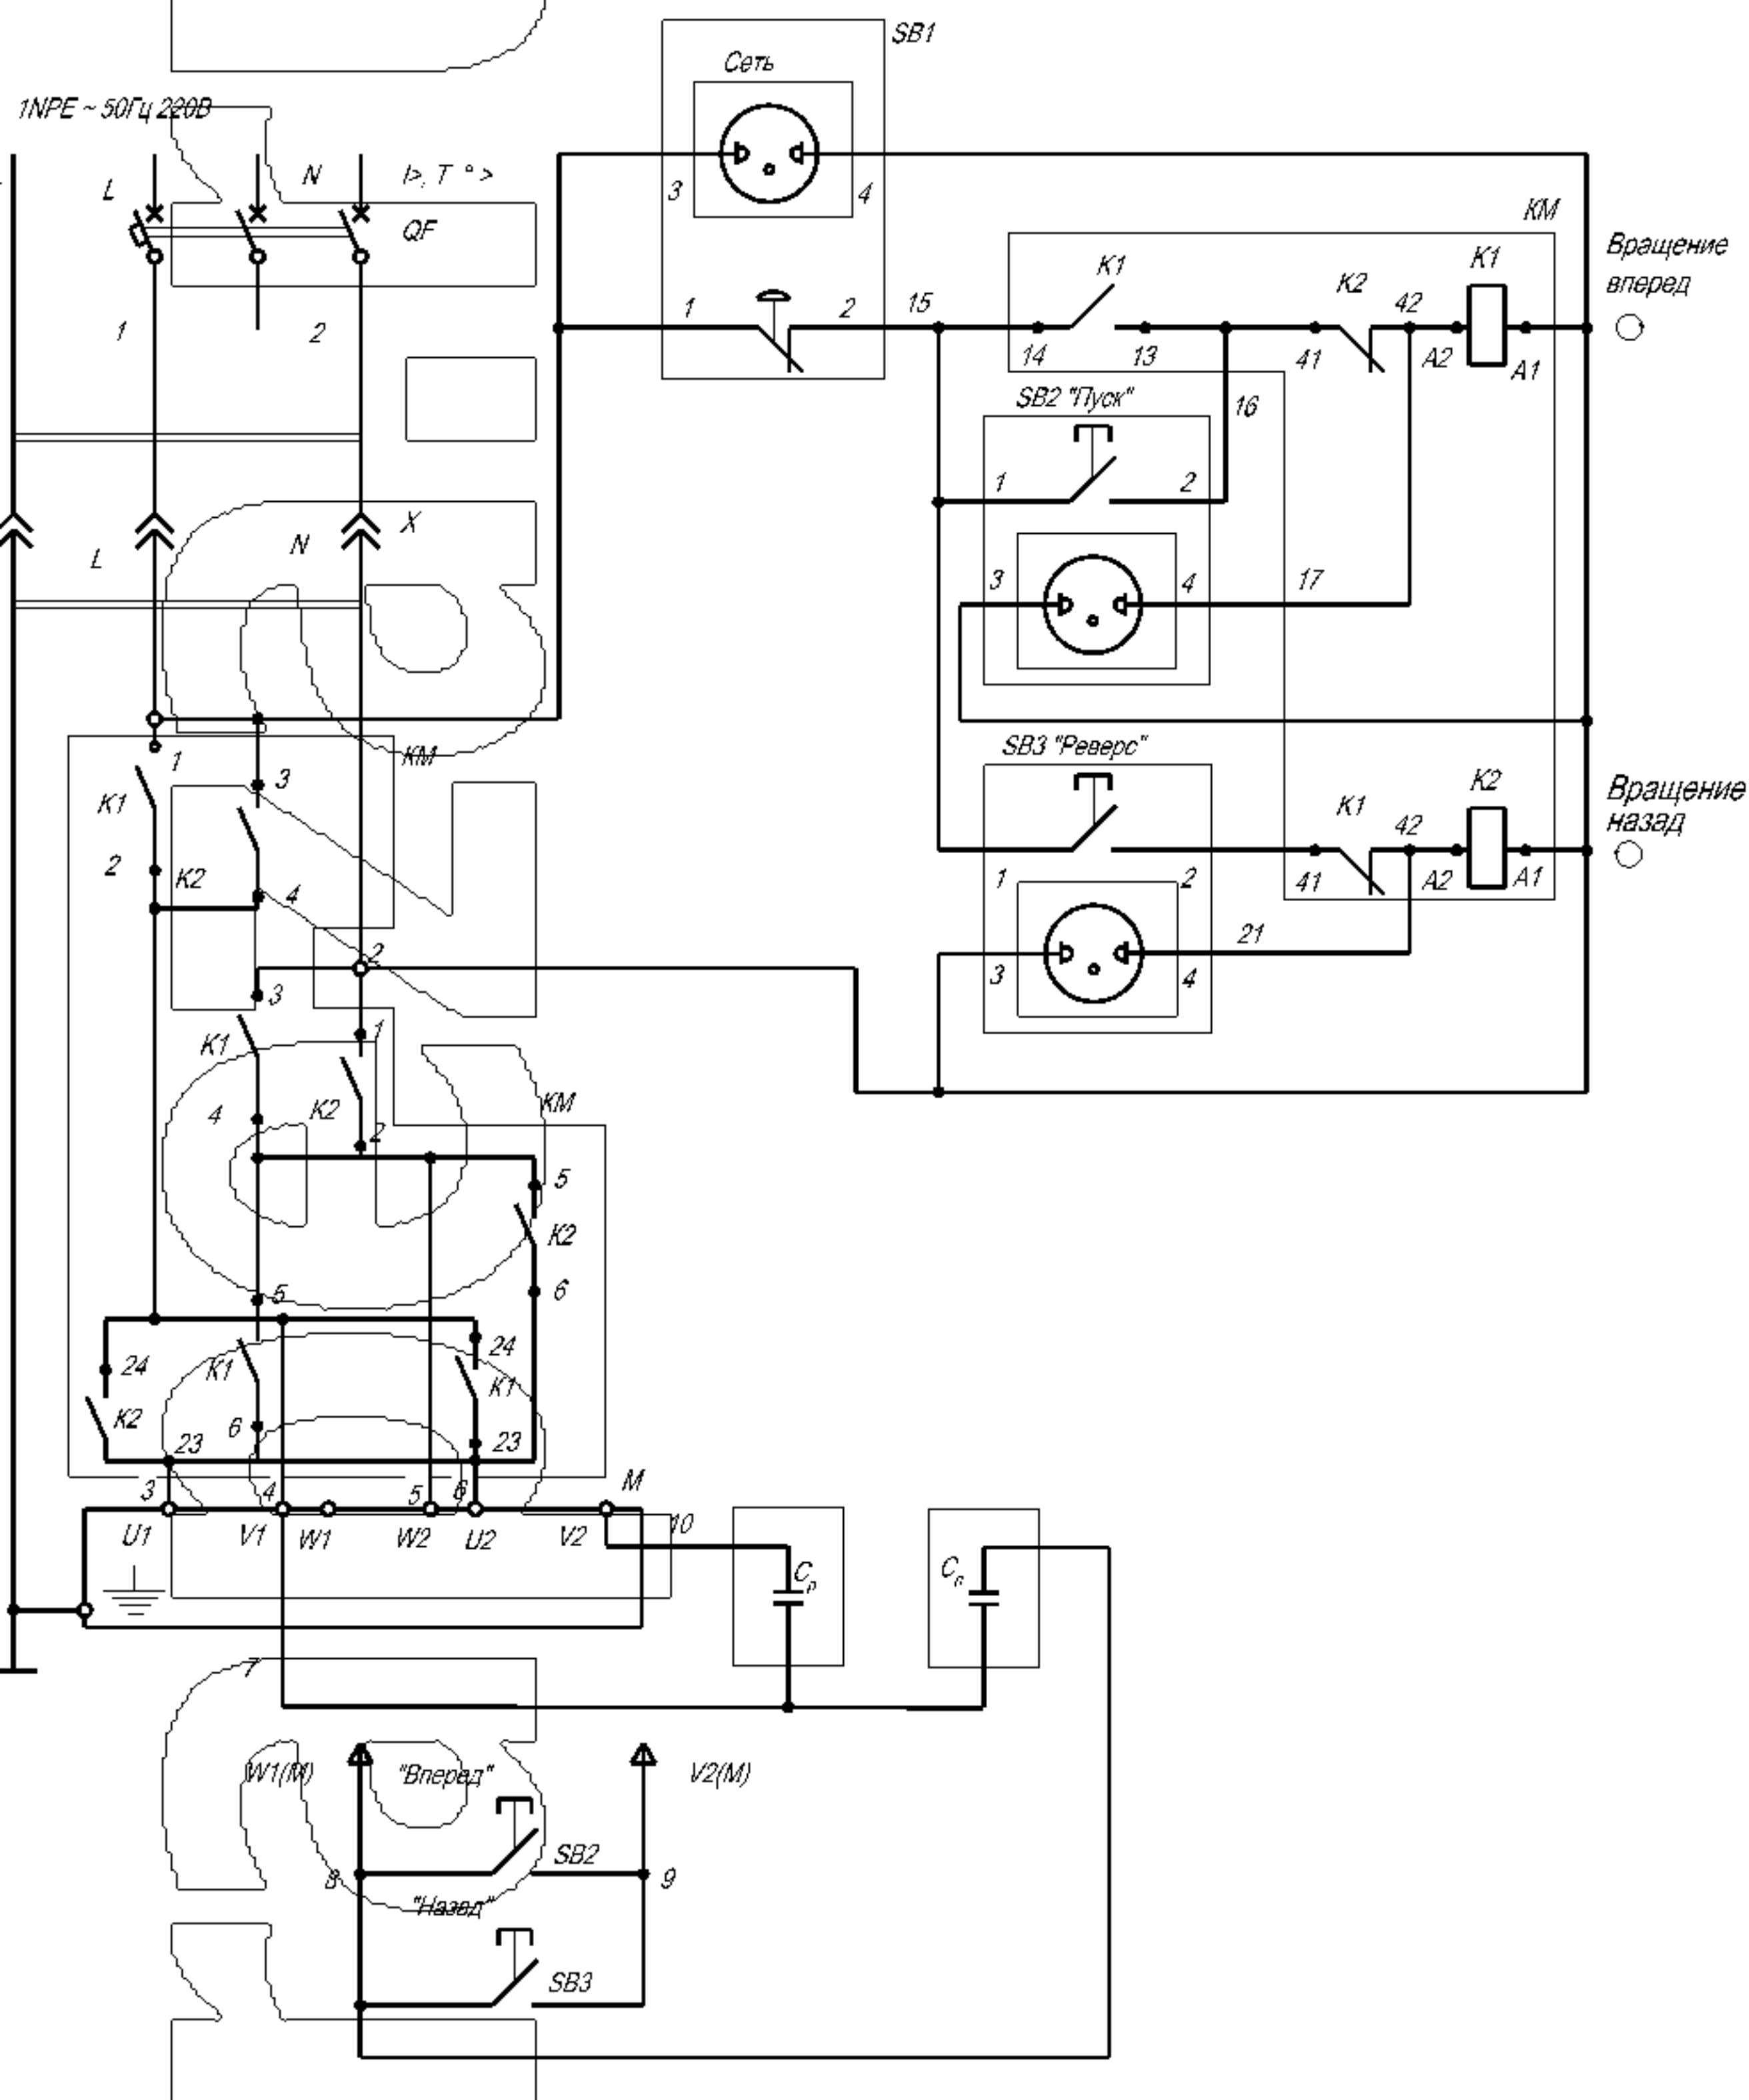 SB1
Сеть
1NPE ~ 50Гц 220В
L
N
I>, T ° >
QF
3
4
KM
Вращение
вперед
K1
K2
K1
1
2
1
2
15
14
13
41
42
A2
A1
SB2 "Пуск"
16
1
2
X
L
N
3
4
17
SB3 "Реверс"
KM
1
3
K1
K2
Вращение
назад
K1
K2
2
4
1
2
41
42
A2
A1
21
3
4
2
3
1
K1
K2
4
2
KM
5
K2
6
5
24
K1
24
K1
K2
6
23
23
3
4
5
6
M
U1
V1
W1
W2
U2
V2
10
Cр
Cп
7
W1(M)
"Вперед"
V2(M)
SB2
8
9
"Назад"
SB3